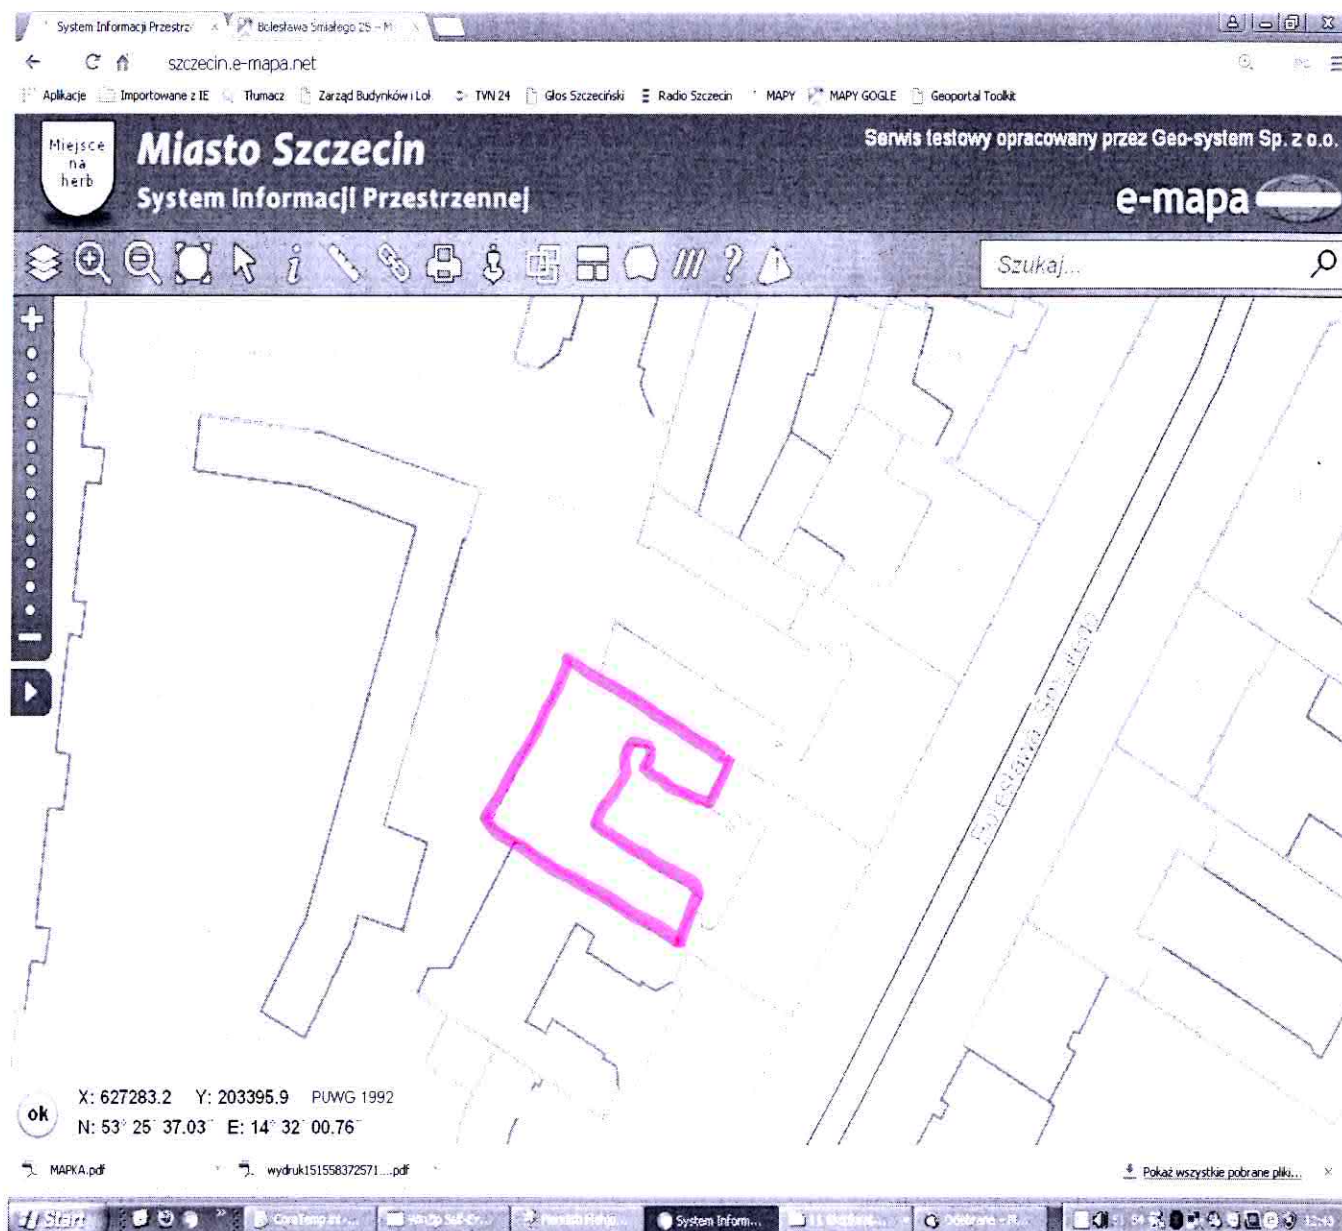 System Informacji Przestrz
Bolesława Śmiałego 25 – M
szczecin.e-mapa.net
Aplikacje Importowane z IE Tłumacz Zarząd Budynków i Lok TVN 24 Głos Szczeciński Radio Szczecin MAPY MAPY GOGLE Geoportal Toolkit
Miejsce
na
herb
Miasto Szczecin
System Informacji Przestrzennej
Serwis testowy opracowany przez Geo-system Sp. z o.o.
e-mapa
Szukaj...
Bolesława Śmiałego
ok
X: 627283.2 Y: 203395.9 PUWG 1992
N: 53° 25' 37.03" E: 14° 32' 00.76"
MAPKA.pdf
wydruk151558372571....pdf
Pokaż wszystkie pobrane pliki...
Start
System Inform...